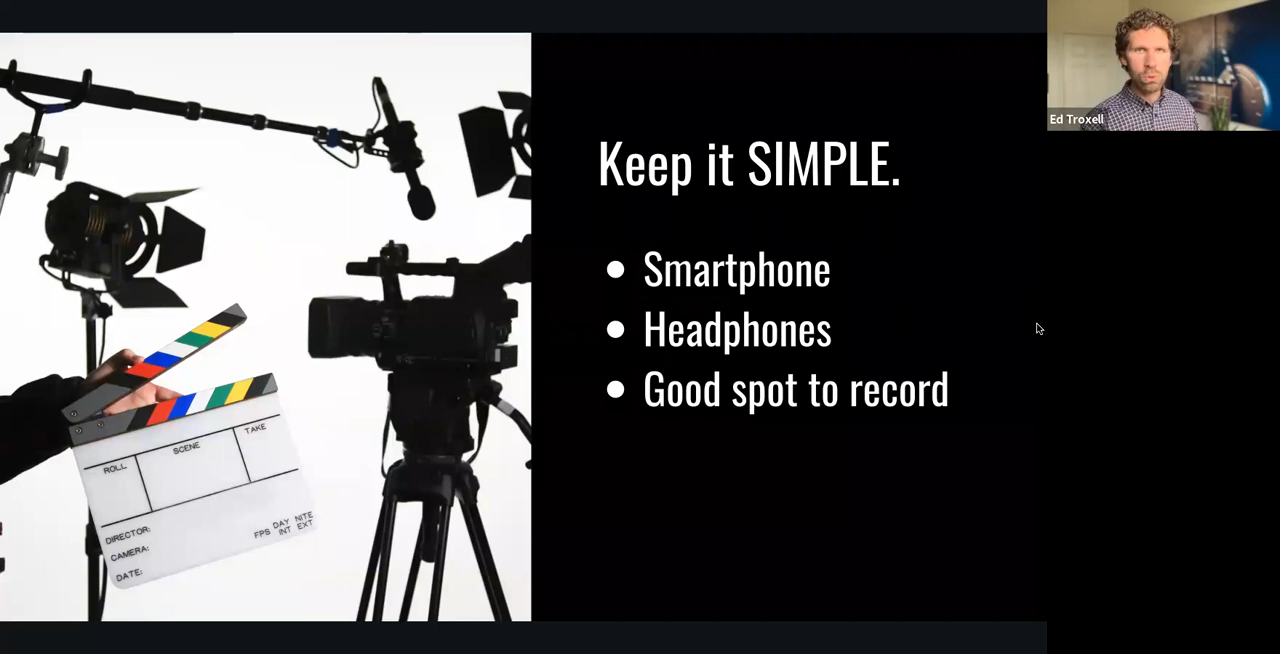 Ed Troxell
Keep it SIMPLE.
Smartphone
Headphones
Good spot to record
ROLL
SCENE
TAKE
DIRECTOR:
CAMERA:
DATE:
FPS DAY NITE
INT EXT